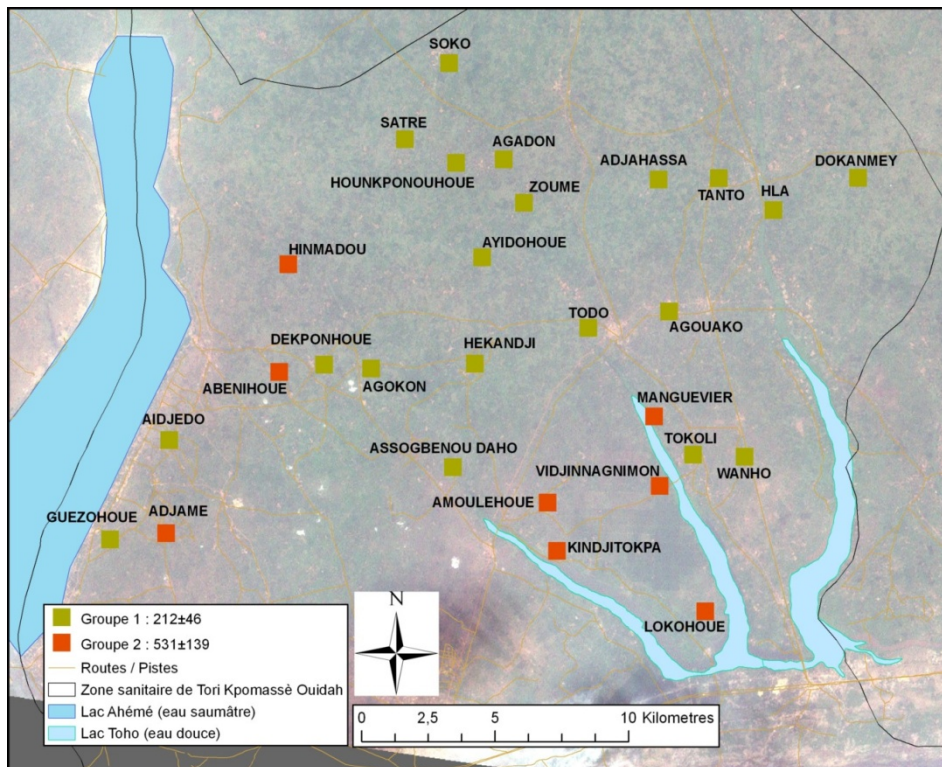 SOKO
SATRE
AGADON
HOUNKPONOUHOUE
ZOUME
ADJAHASSA
TANTO
HLA
DOKANMEY
HINMADOU
AYIDOHOUE
TODO
AGOUAKO
DEKPONHOUE
HEKANDJI
ABENIHOUE
AGOKON
MANGUEVIER
AIDJEDO
ASSOGBENOU DAHO
TOKOLI
VIDJINNAGNIMON
WANHO
AMOULEHOUE
GUEZOHOUE
ADJAME
KINDJITOKPA
LOKOHOUE
Groupe 1 : 212±46
Groupe 2 : 531±139
Routes / Pistes
Zone sanitaire de Tori Kpomassè Ouidah
Lac Ahémé (eau saumâtre)
Lac Toho (eau douce)
N
0 2,5 5 10 Kilometres